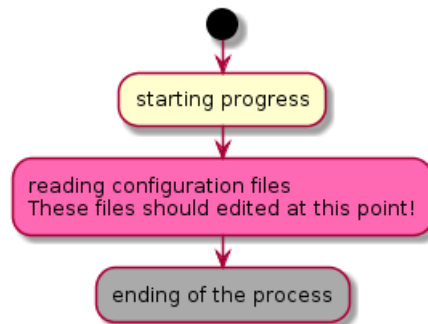 starting progress
reading configuration files
These files should edited at this point!
ending of the process